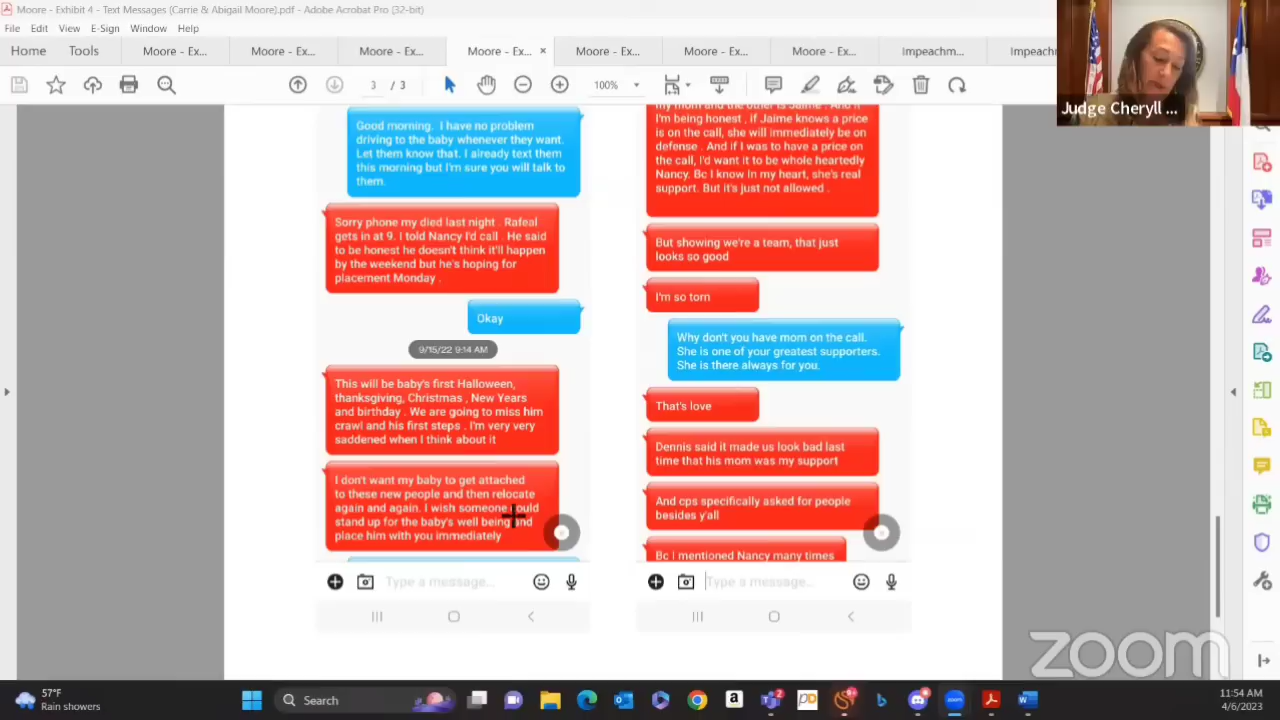 Moore - Exhibit 4 - Text Messages (Carrie & Abigail Moore).pdf - Adobe Acrobat Pro (32-bit)
File Edit View E-Sign Window Help
Home Tools Moore - Ex... Moore - Ex... Moore - Ex... Moore - Ex... × Moore - Ex... Moore - Ex... Moore - Ex... Impeachm... Impeachm
3 / 3 100%
Judge Cheryll ...
Good morning. I have no problem
driving to the baby whenever they want.
Let them know that. I already text them
this morning but I'm sure you will talk to
them.
Sorry phone my died last night . Rafeal
gets in at 9. I told Nancy I'd call . He said
to be honest he doesn't think it'll happen
by the weekend but he's hoping for
placement Monday .
Okay
9/15/22 9:14 AM
This will be baby's first Halloween,
thanksgiving, Christmas , New Years
and birthday . We are going to miss him
crawl and his first steps . I'm very very
saddened when I think about it
I don't want my baby to get attached
to these new people and then relocate
again and again. I wish someone could
stand up for the baby's well being and
place him with you immediately
Type a message...
my mom and the other is Jaime . And if
I'm being honest , if Jaime knows a price
is on the call, she will immediately be on
defense . And if I was to have a price on
the call, I'd want it to be whole heartedly
Nancy. Bc I know In my heart, she's real
support. But it's just not allowed .
But showing we're a team, that just
looks so good
I'm so torn
Why don't you have mom on the call.
She is one of your greatest supporters.
She is there always for you.
That's love
Dennis said it made us look bad last
time that his mom was my support
And cps specifically asked for people
besides y'all
Bc I mentioned Nancy many times
Type a message...
zoom
57°F
Rain showers
Search
11:54 AM
4/6/2023